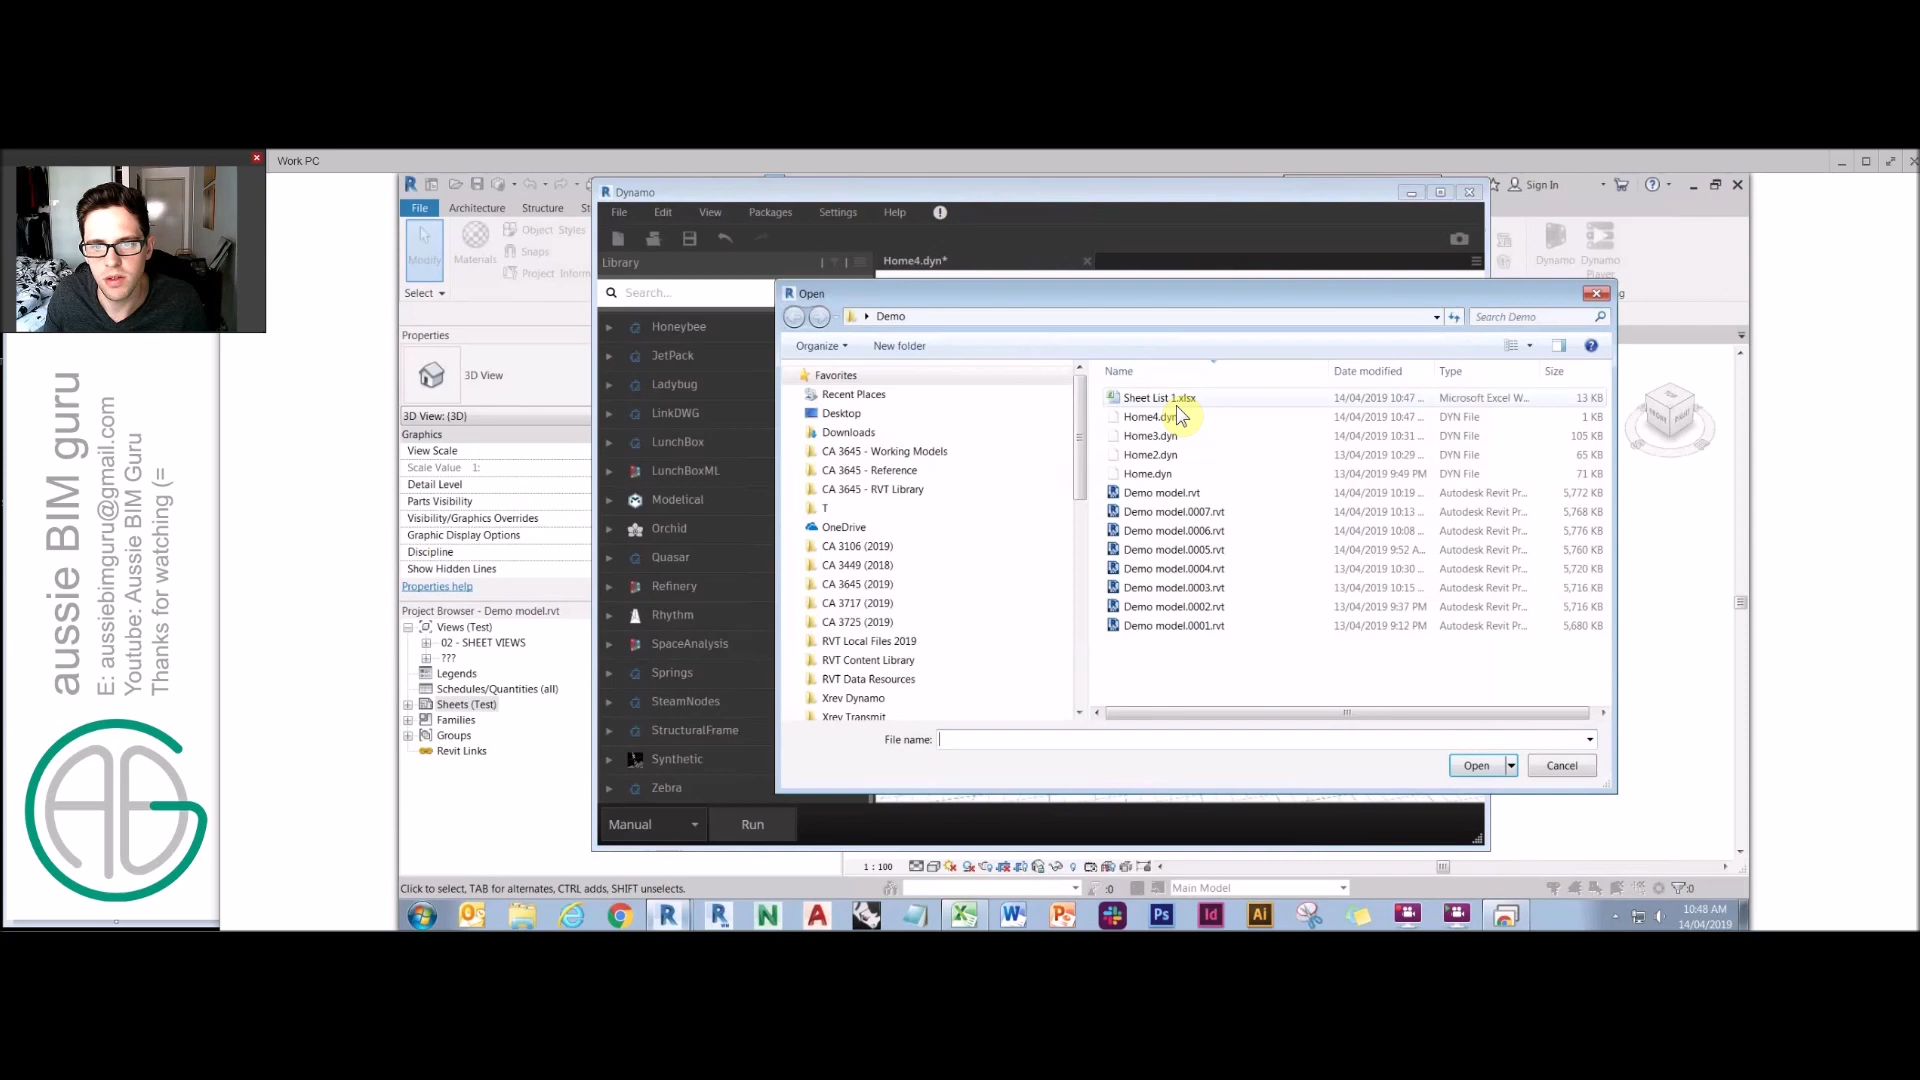 Work PC
aussie BIM guru
E: aussiebimguru@gmail.com
Youtube: Aussie BIM Guru
Thanks for watching (=
Sign In
File Architecture Structure St
Modify
Materials
Object Styles
Snaps
Project Inform
Select
Dynamo
Dynamo Player
Properties
3D View
3D View: {3D}
Graphics
View Scale
Scale Value 1:
Detail Level
Parts Visibility
Visibility/Graphics Overrides
Graphic Display Options
Discipline
Show Hidden Lines
Properties help
Project Browser - Demo model.rvt
Views (Test)
02 - SHEET VIEWS
???
Legends
Schedules/Quantities (all)
Sheets (Test)
Families
Groups
Revit Links
Dynamo
File Edit View Packages Settings Help
Library
Home4.dyn*
Search...
Honeybee
JetPack
Ladybug
LinkDWG
LunchBox
LunchBoxML
Modelical
Orchid
Quasar
Refinery
Rhythm
SpaceAnalysis
Springs
SteamNodes
StructuralFrame
Synthetic
Zebra
Manual
Run
Open
Demo
Search Demo
Organize
New folder
Favorites
Recent Places
Desktop
Downloads
CA 3645 - Working Models
CA 3645 - Reference
CA 3645 - RVT Library
T
OneDrive
CA 3106 (2019)
CA 3449 (2018)
CA 3645 (2019)
CA 3717 (2019)
CA 3725 (2019)
RVT Local Files 2019
RVT Content Library
RVT Data Resources
Xrev Dynamo
Xrev Transmit
Name Date modified Type Size
Sheet List 1.xlsx 14/04/2019 10:47 ... Microsoft Excel W... 13 KB
Home4.dyn 14/04/2019 10:47 ... DYN File 1 KB
Home3.dyn 14/04/2019 10:31 ... DYN File 105 KB
Home2.dyn 13/04/2019 10:29 ... DYN File 65 KB
Home.dyn 13/04/2019 9:49 PM DYN File 71 KB
Demo model.rvt 14/04/2019 10:19 ... Autodesk Revit Pr... 5,772 KB
Demo model.0007.rvt 14/04/2019 10:13 ... Autodesk Revit Pr... 5,768 KB
Demo model.0006.rvt 14/04/2019 10:08 ... Autodesk Revit Pr... 5,776 KB
Demo model.0005.rvt 14/04/2019 9:52 A... Autodesk Revit Pr... 5,760 KB
Demo model.0004.rvt 13/04/2019 10:30 ... Autodesk Revit Pr... 5,720 KB
Demo model.0003.rvt 13/04/2019 10:15 ... Autodesk Revit Pr... 5,716 KB
Demo model.0002.rvt 13/04/2019 9:37 PM Autodesk Revit Pr... 5,716 KB
Demo model.0001.rvt 13/04/2019 9:12 PM Autodesk Revit Pr... 5,680 KB
File name:
Open
Cancel
1 : 100
Click to select, TAB for alternates, CTRL adds, SHIFT unselects.
:0
Main Model
:0
10:48 AM
14/04/2019